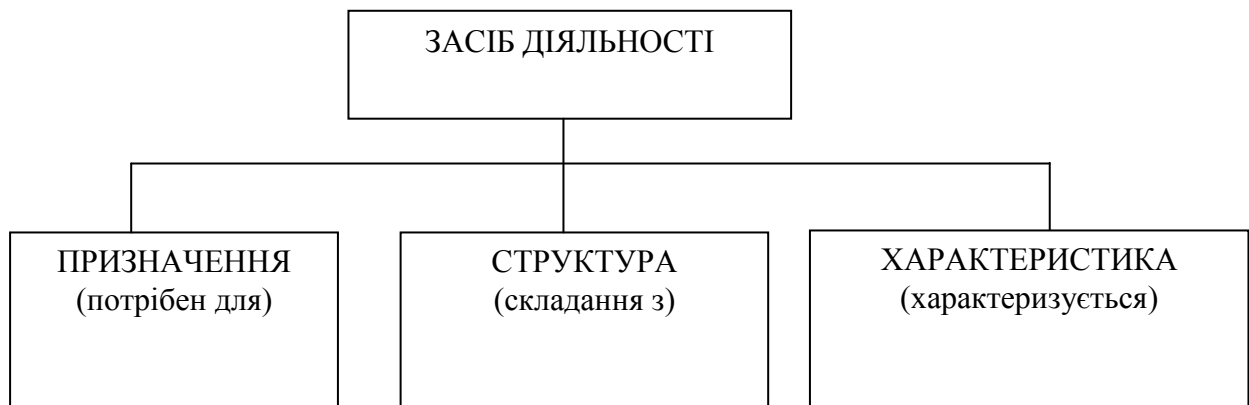 ЗАСІБ ДІЯЛЬНОСТІ
ПРИЗНАЧЕННЯ
(потрібен для)
СТРУКТУРА
(складання з)
ХАРАКТЕРИСТИКА
(характеризується)